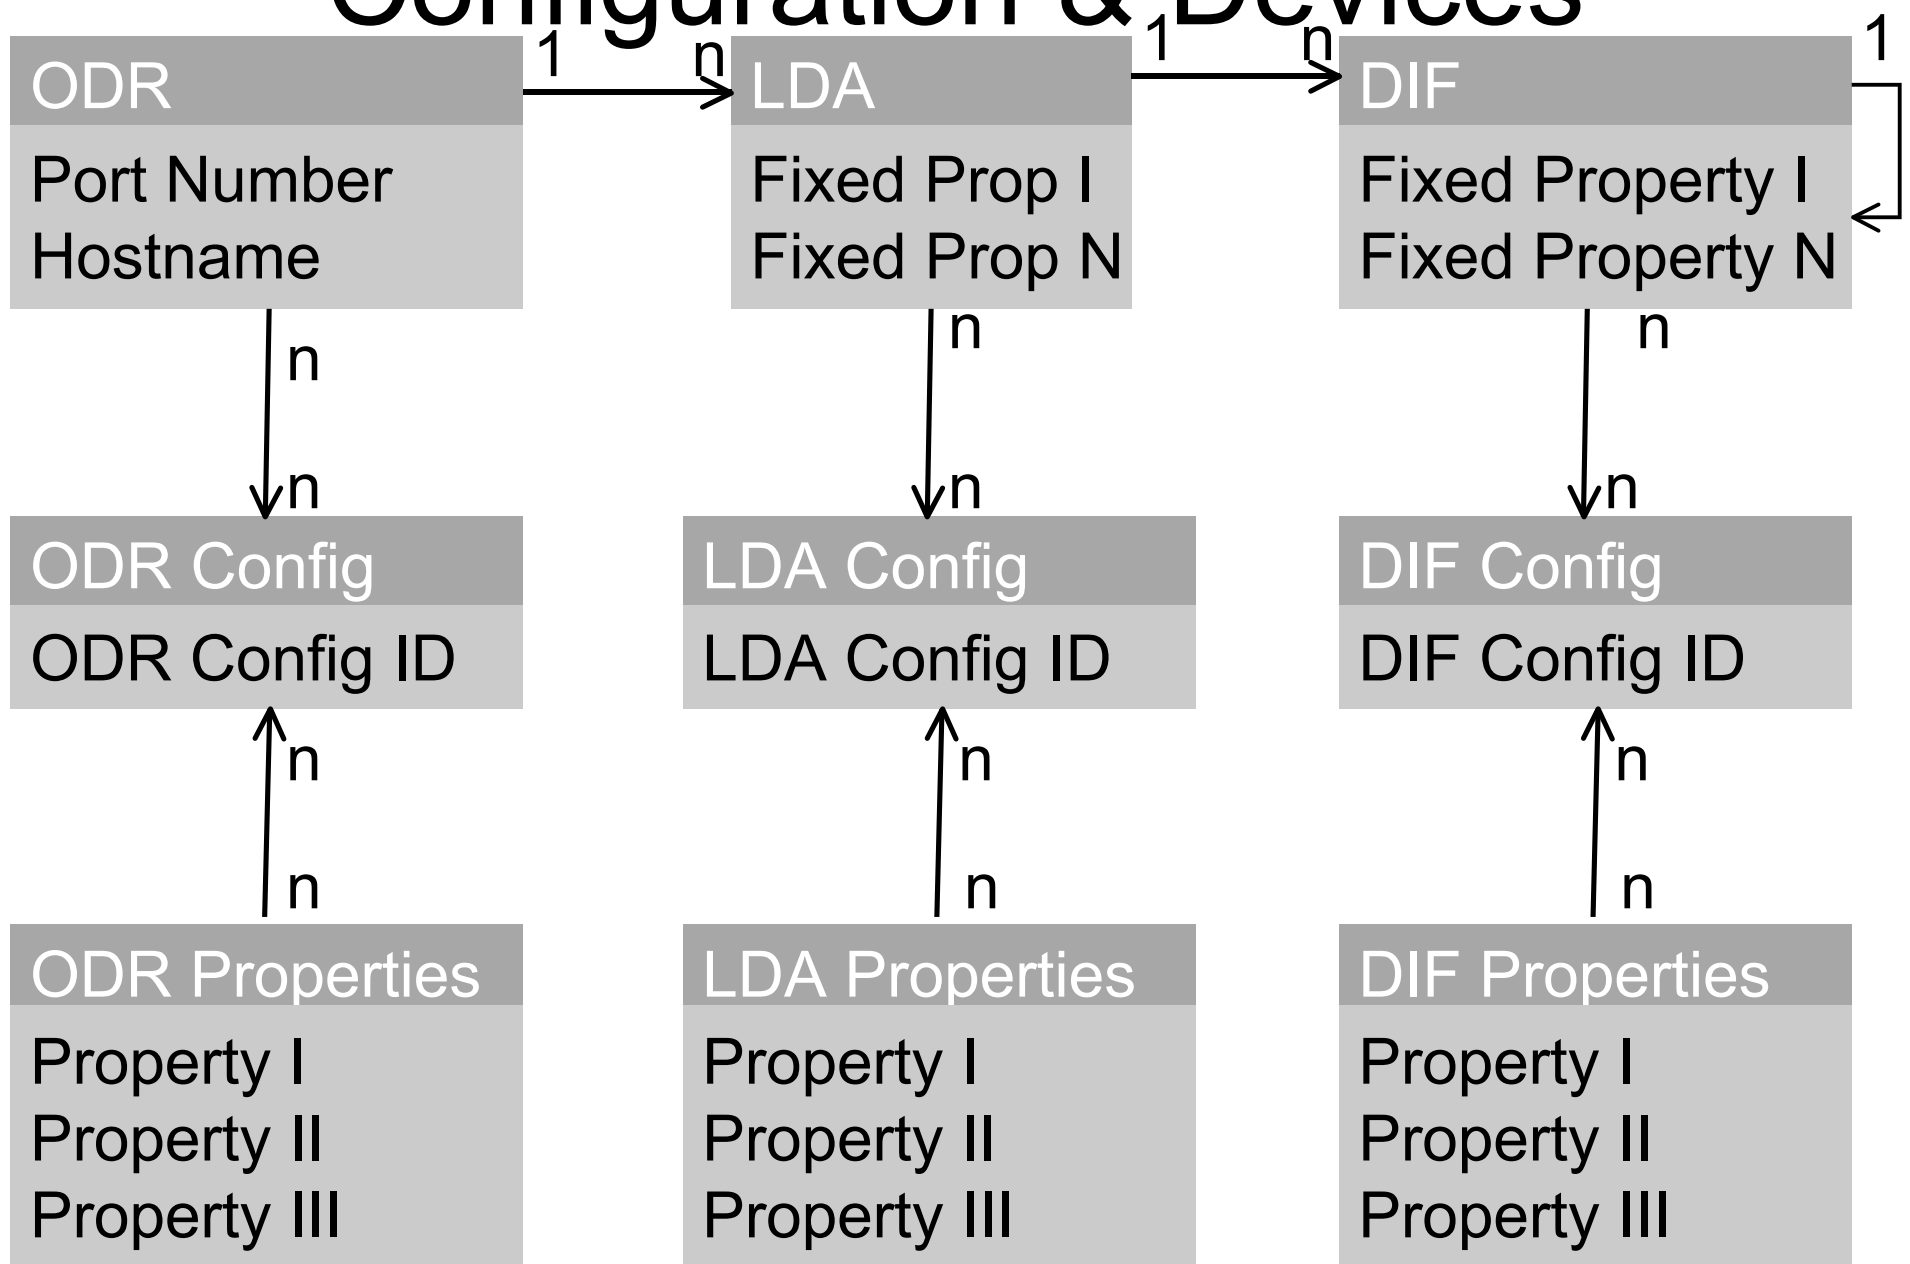 Configuration & Devices
1 n 1 n 1
ODR
Port Number
Hostname
LDA
Fixed Prop I
Fixed Prop N
DIF
Fixed Property I
Fixed Property N
n n n
n n n
ODR Config
ODR Config ID
LDA Config
LDA Config ID
DIF Config
DIF Config ID
n n n
n n n
ODR Properties
Property I
Property II
Property III
LDA Properties
Property I
Property II
Property III
DIF Properties
Property I
Property II
Property III